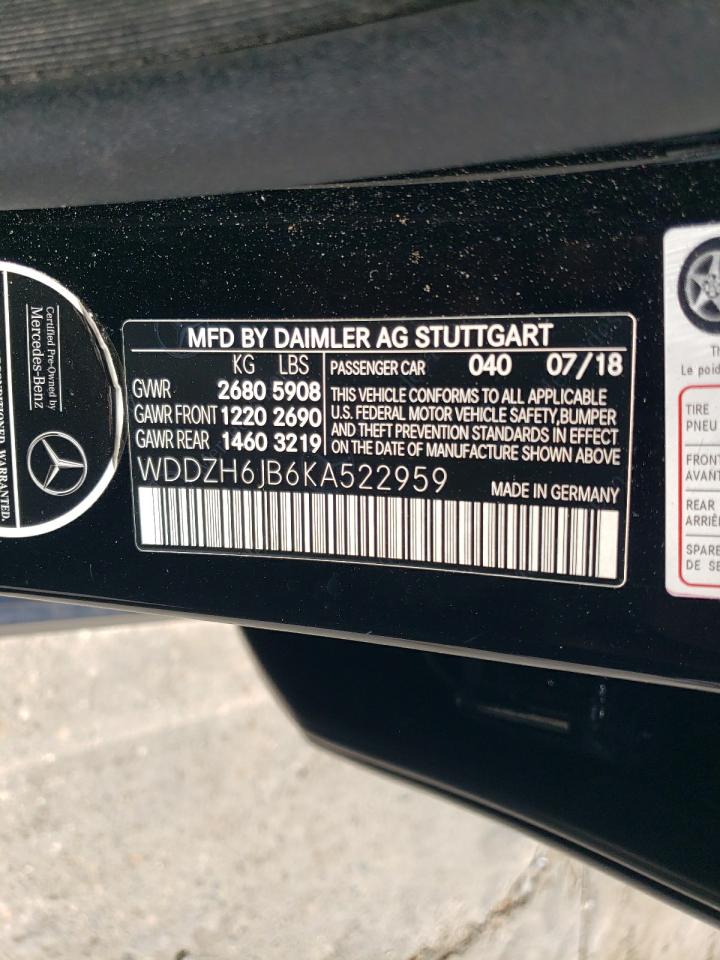 MFD BY DAIMLER AG STUTTGART
KG LBS
GVWR 2680 5908
GAWR FRONT 1220 2690
GAWR REAR 1460 3219
PASSENGER CAR 040 07/18
THIS VEHICLE CONFORMS TO ALL APPLICABLE
U.S. FEDERAL MOTOR VEHICLE SAFETY,BUMPER
AND THEFT PREVENTION STANDARDS IN EFFECT
ON THE DATE OF MANUFACTURE SHOWN ABOVE
WDDZH6JB6KA522959
MADE IN GERMANY
Certified Pre-Owned by
Mercedes-Benz
WARRANTED.
Le poid
TIRE
PNEU
FRONT
AVANT
REAR
ARRIÈ
SPARE
DE SE